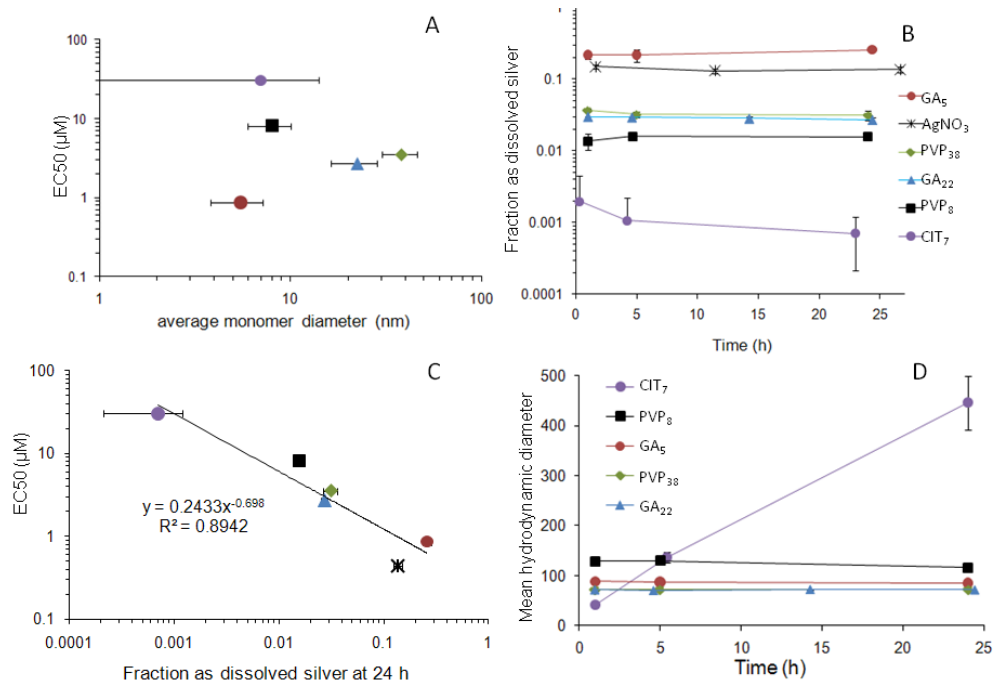 A
EC50 (µM)
100
10
1
0.1
1
10
100
average monomer diameter (nm)
B
Fraction as dissolved silver
0.1
0.01
0.001
0.0001
0
5
10
15
20
25
Time (h)
GA5
AgNO3
PVP38
GA22
PVP8
CIT7
C
EC50 (µM)
100
10
1
0.1
y = 0.2433x-0.698
R² = 0.8942
0.0001
0.001
0.01
0.1
1
Fraction as dissolved silver at 24 h
D
Mean hydrodynamic diameter
500
400
300
200
100
0
CIT7
PVP8
GA5
PVP38
GA22
0
5
10
15
20
25
Time (h)